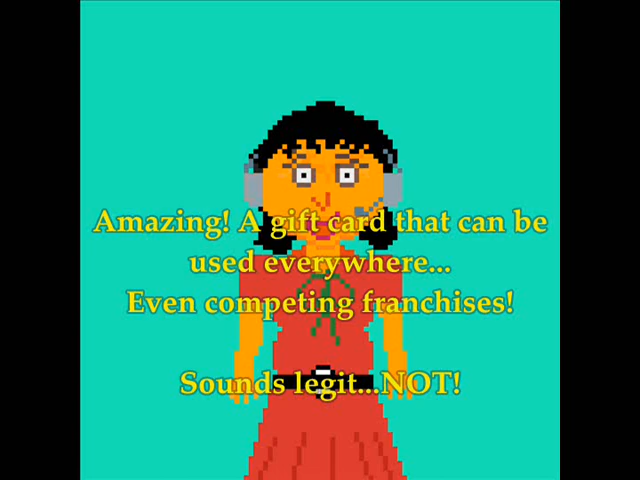 Amazing! A gift card that can be
used everywhere...
Even competing franchises!
Sounds legit...NOT!